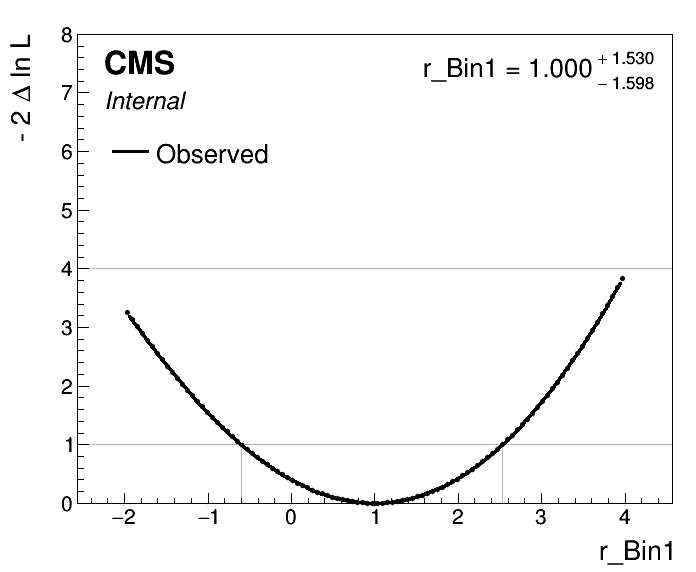 - 2 Δ ln L
8
7
6
5
4
3
2
1
0
CMS
Internal
r_Bin1 = 1.000 + 1.530 − 1.598
Observed
−2 −1 0 1 2 3 4
r_Bin1